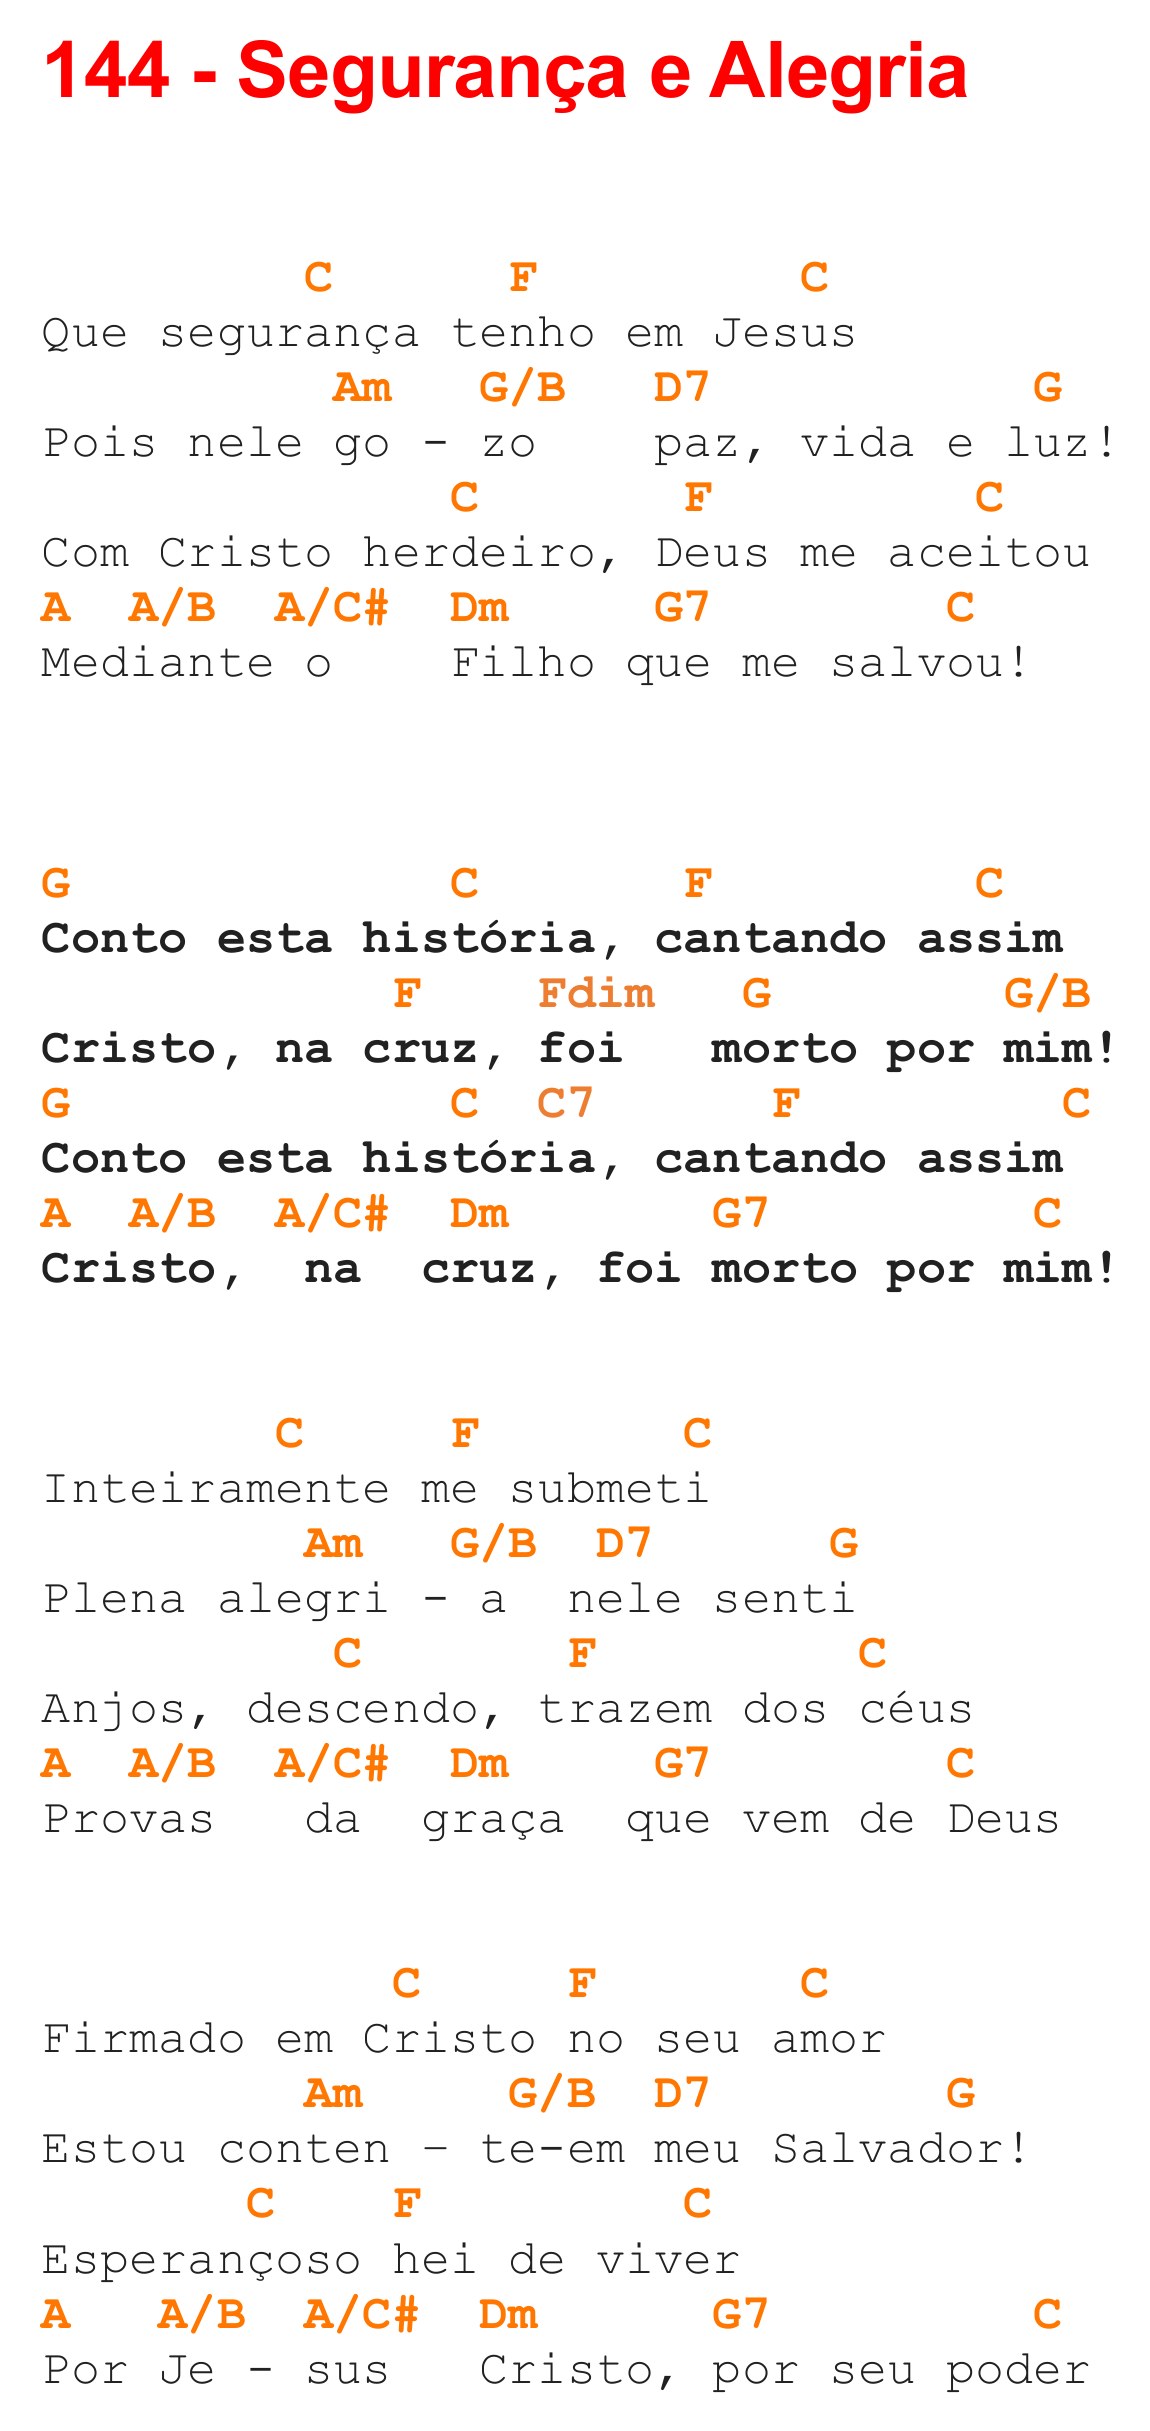 144 - Segurança e Alegria
C F C
Que segurança tenho em Jesus
Am G/B D7 G
Pois nele go - zo paz, vida e luz!
C F C
Com Cristo herdeiro, Deus me aceitou
A A/B A/C# Dm G7 C
Mediante o Filho que me salvou!
G C F C
Conto esta história, cantando assim
F Fdim G G/B
Cristo, na cruz, foi morto por mim!
G C C7 F C
Conto esta história, cantando assim
A A/B A/C# Dm G7 C
Cristo, na cruz, foi morto por mim!
C F C
Inteiramente me submeti
Am G/B D7 G
Plena alegri - a nele senti
C F C
Anjos, descendo, trazem dos céus
A A/B A/C# Dm G7 C
Provas da graça que vem de Deus
C F C
Firmado em Cristo no seu amor
Am G/B D7 G
Estou conten – te-em meu Salvador!
C F C
Esperançoso hei de viver
A A/B A/C# Dm G7 C
Por Je - sus Cristo, por seu poder